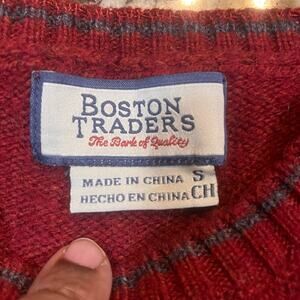 BOSTON
TRADERS
The Bark of Quality
MADE IN CHINA S
HECHO EN CHINA CH